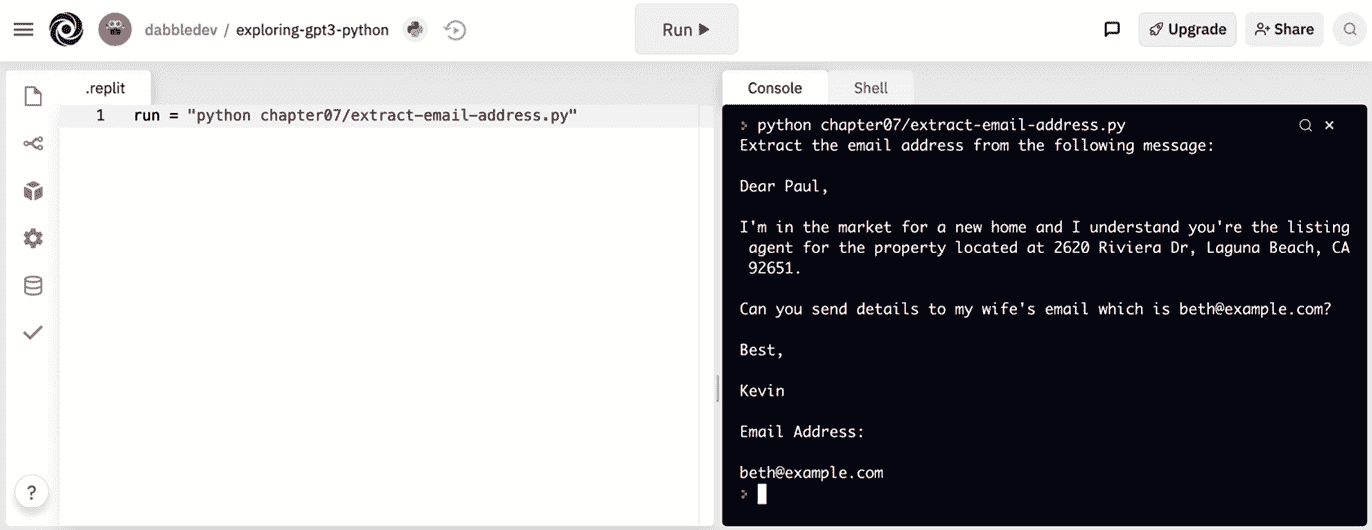 dabbledev / exploring-gpt3-python
Run
Upgrade
Share
.replit
1 run = "python chapter07/extract-email-address.py"
?
Console
Shell
> python chapter07/extract-email-address.py
Extract the email address from the following message:
Dear Paul,
I'm in the market for a new home and I understand you're the listing
agent for the property located at 2620 Riviera Dr, Laguna Beach, CA
92651.
Can you send details to my wife's email which is beth@example.com?
Best,
Kevin
Email Address:
beth@example.com
>